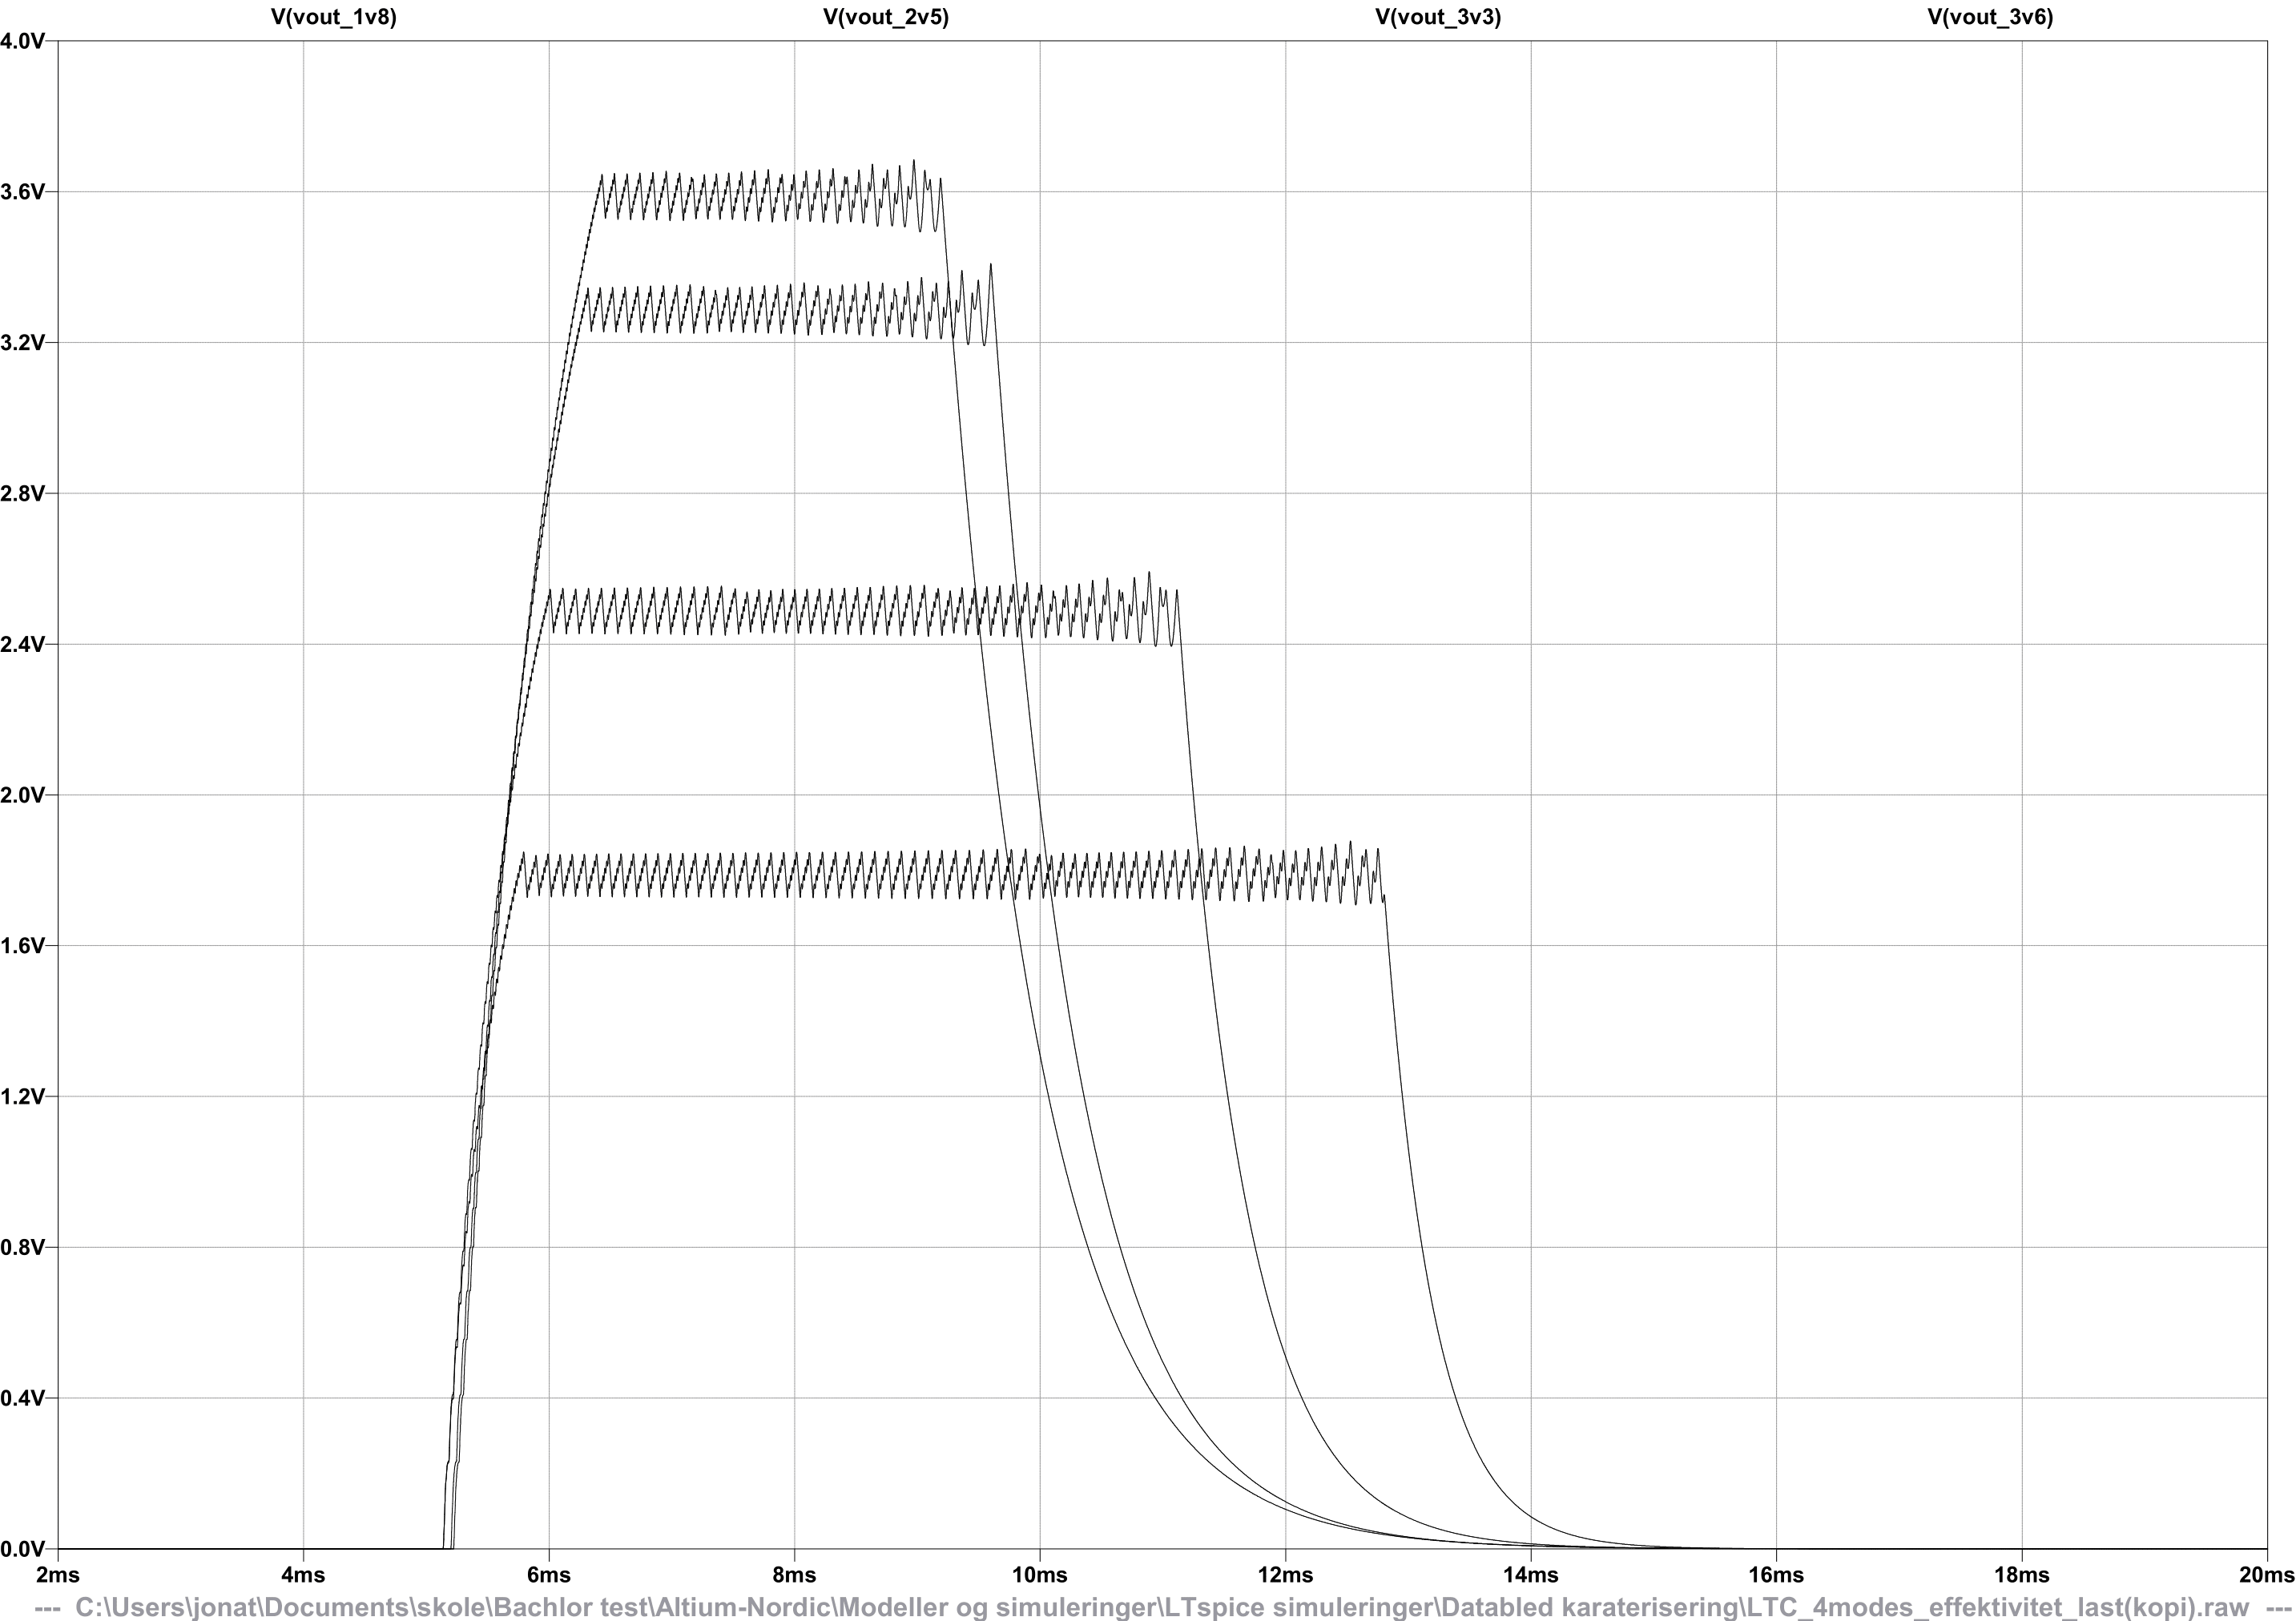 V(vout_1v8) V(vout_2v5) V(vout_3v3) V(vout_3v6)
4.0V
3.6V
3.2V
2.8V
2.4V
2.0V
1.6V
1.2V
0.8V
0.4V
0.0V
2ms 4ms 6ms 8ms 10ms 12ms 14ms 16ms 18ms 20ms
--- C:\Users\jonat\Documents\skole\Bachlor test\Altium-Nordic\Modeller og simuleringer\LTspice simuleringer\Databled karaterisering\LTC_4modes_effektivitet_last(kopi).raw ---